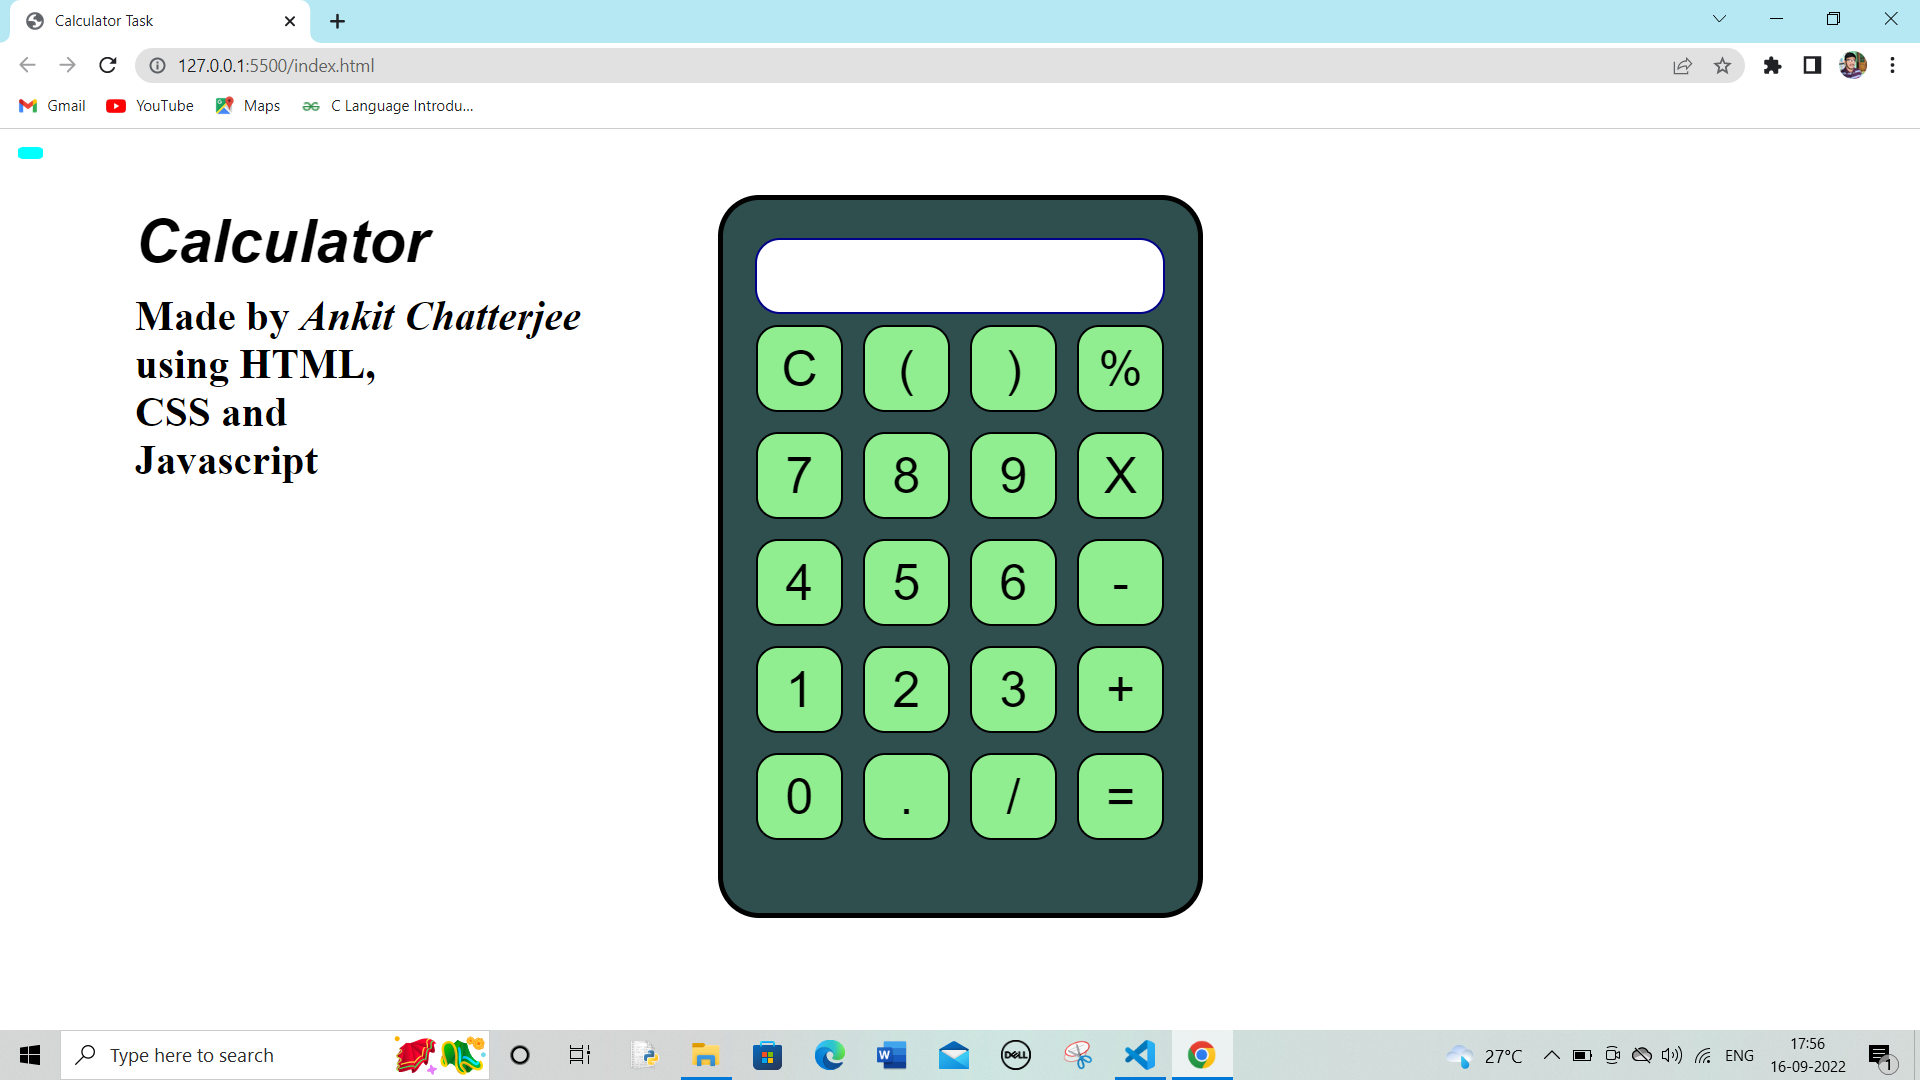 Calculator Task
127.0.0.1:5500/index.html
Gmail YouTube Maps C Language Introdu...
Calculator
Made by Ankit Chatterjee
using HTML,
CSS and
Javascript
C ( ) %
7 8 9 X
4 5 6 -
1 2 3 +
0 . / =
Type here to search
W
DELL
27°C
ENG
17:56
16-09-2022
1